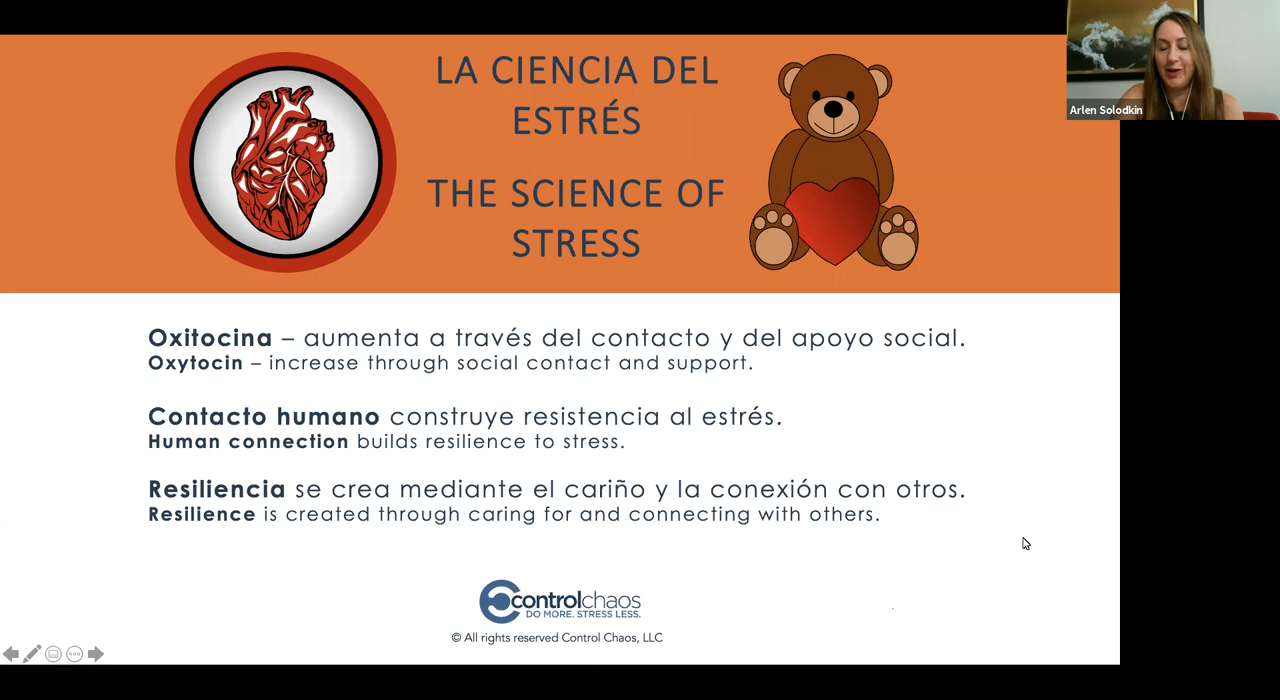 LA CIENCIA DEL
ESTRÉS
THE SCIENCE OF
STRESS
Arlen Solodkin
Oxitocina – aumenta a través del contacto y del apoyo social.
Oxytocin – increase through social contact and support.
Contacto humano construye resistencia al estrés.
Human connection builds resilience to stress.
Resiliencia se crea mediante el cariño y la conexión con otros.
Resilience is created through caring for and connecting with others.
controlchaos
DO MORE. STRESS LESS.
© All rights reserved Control Chaos, LLC